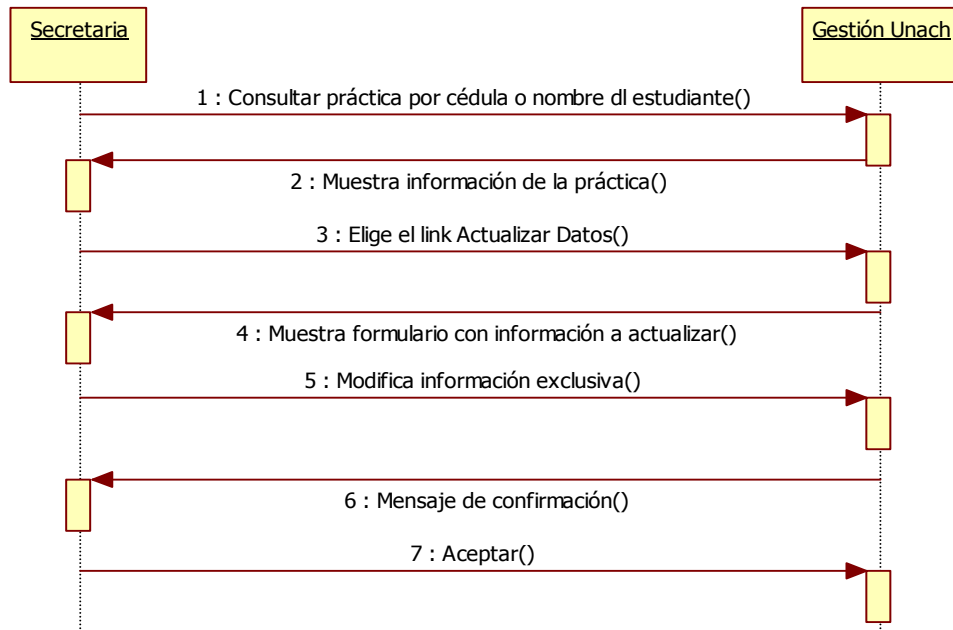 Secretaria
Gestión Unach
1 : Consultar práctica por cédula o nombre dl estudiante()
2 : Muestra información de la práctica()
3 : Elige el link Actualizar Datos()
4 : Muestra formulario con información a actualizar()
5 : Modifica información exclusiva()
6 : Mensaje de confirmación()
7 : Aceptar()